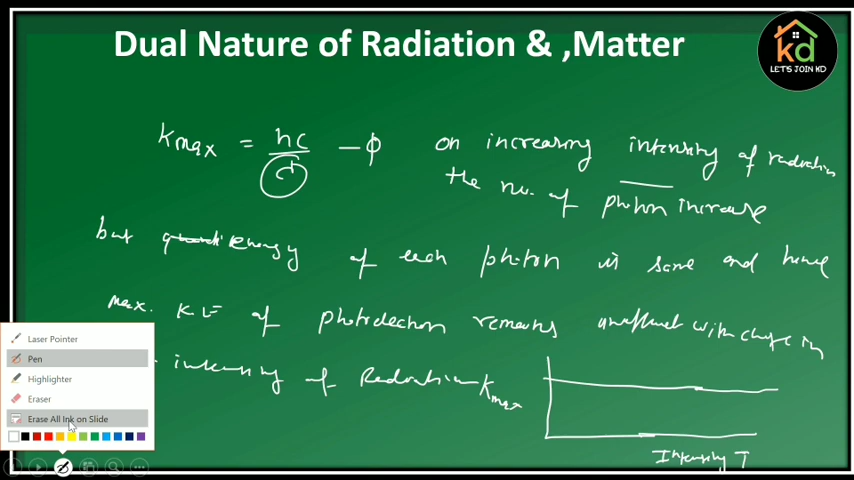 Dual Nature of Radiation & ,Matter
kd
LET'S JOIN KD
Kmax = hc/λ − ϕ on increasing intensity of radiation
the no. of photon increase
but energy of each photon is same and hence
max. KE of photoelectron remains unaffected with change in
intensity of Radiation
Kmax
Intensity I
Laser Pointer
Pen
Highlighter
Eraser
Erase All Ink on Slide